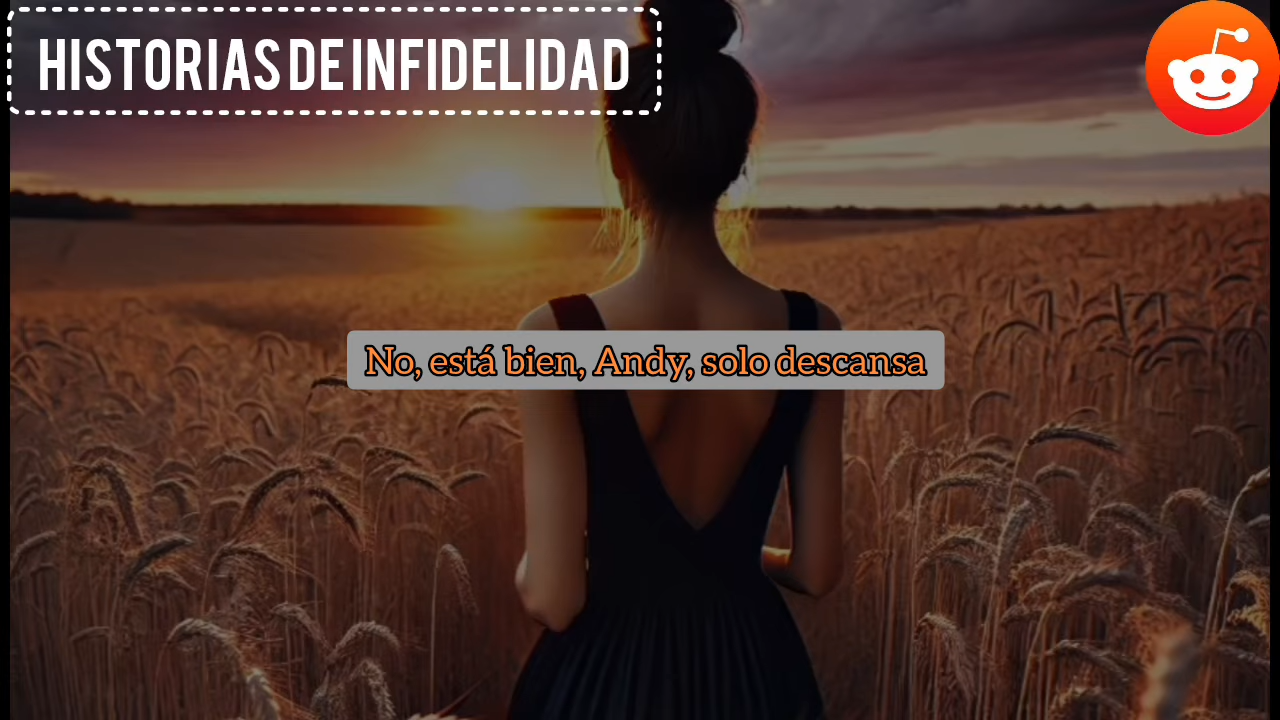 HISTORIAS DE INFIDELIDAD
No, está bien, Andy, solo descansa